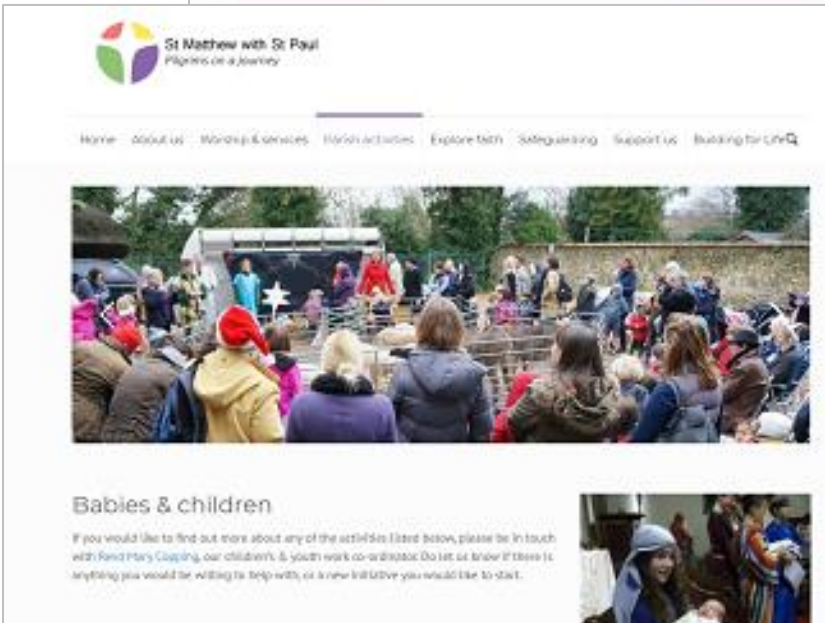 St Matthew with St Paul
Pilgrims on a Journey
Home About us Worship & services Parish activities Explore faith Safeguarding Support us Building for Life
Babies & children
If you would like to find out more about any of the activities listed below, please be in touch
with Revd Mary Copping, our children's & youth work co-ordinator. Do let us know if there is
anything you would be willing to help with, or a new initiative you would like to start.